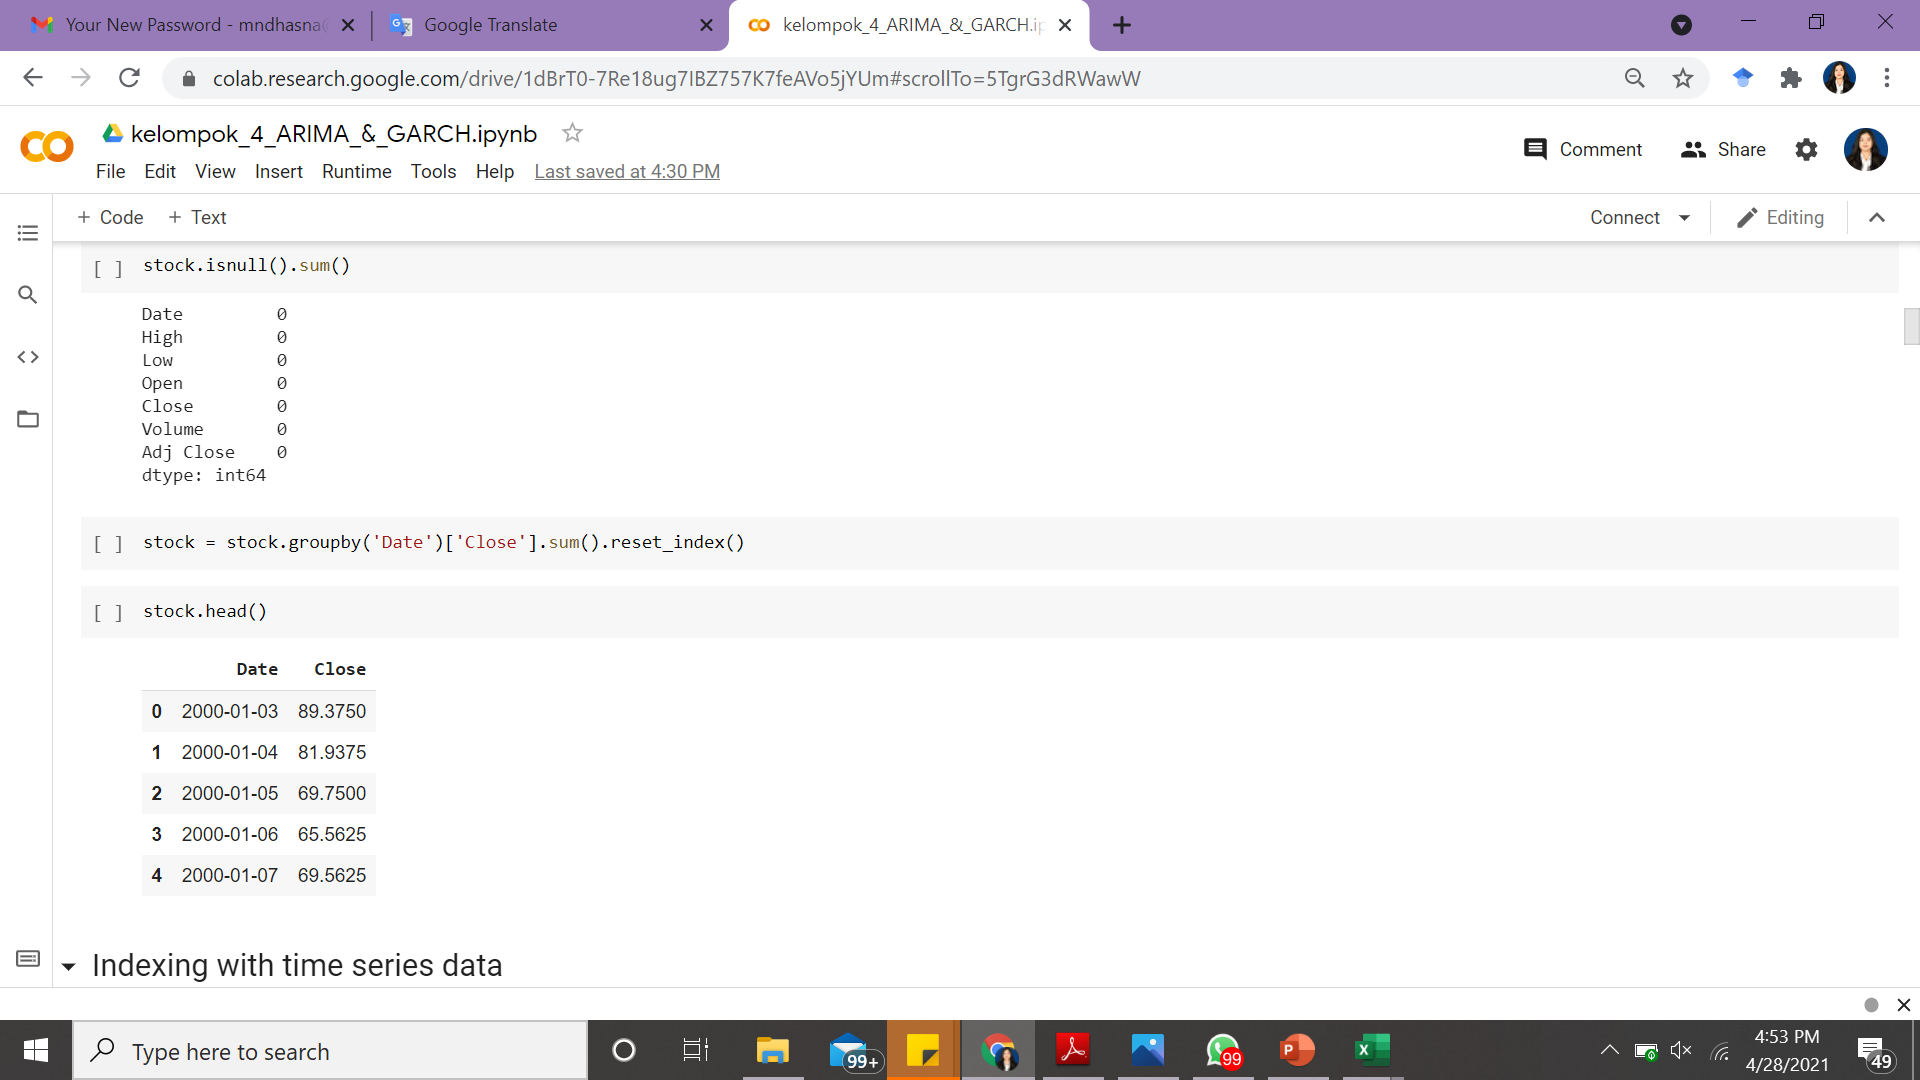 Your New Password - mndhasna
Google Translate
kelompok_4_ARIMA_&_GARCH.ip
colab.research.google.com/drive/1dBrT0-7Re18ug7IBZ757K7feAVo5jYUm#scrollTo=5TgrG3dRWawW
kelompok_4_ARIMA_&_GARCH.ipynb
Comment
Share
File Edit View Insert Runtime Tools Help Last saved at 4:30 PM
+ Code + Text
Connect
Editing
[ ] stock.isnull().sum()
Date 0
High 0
Low 0
Open 0
Close 0
Volume 0
Adj Close 0
dtype: int64
[ ] stock = stock.groupby('Date')['Close'].sum().reset_index()
[ ] stock.head()
Date Close
0 2000-01-03 89.3750
1 2000-01-04 81.9375
2 2000-01-05 69.7500
3 2000-01-06 65.5625
4 2000-01-07 69.5625
Indexing with time series data
Type here to search
99+
99
4:53 PM
4/28/2021
49